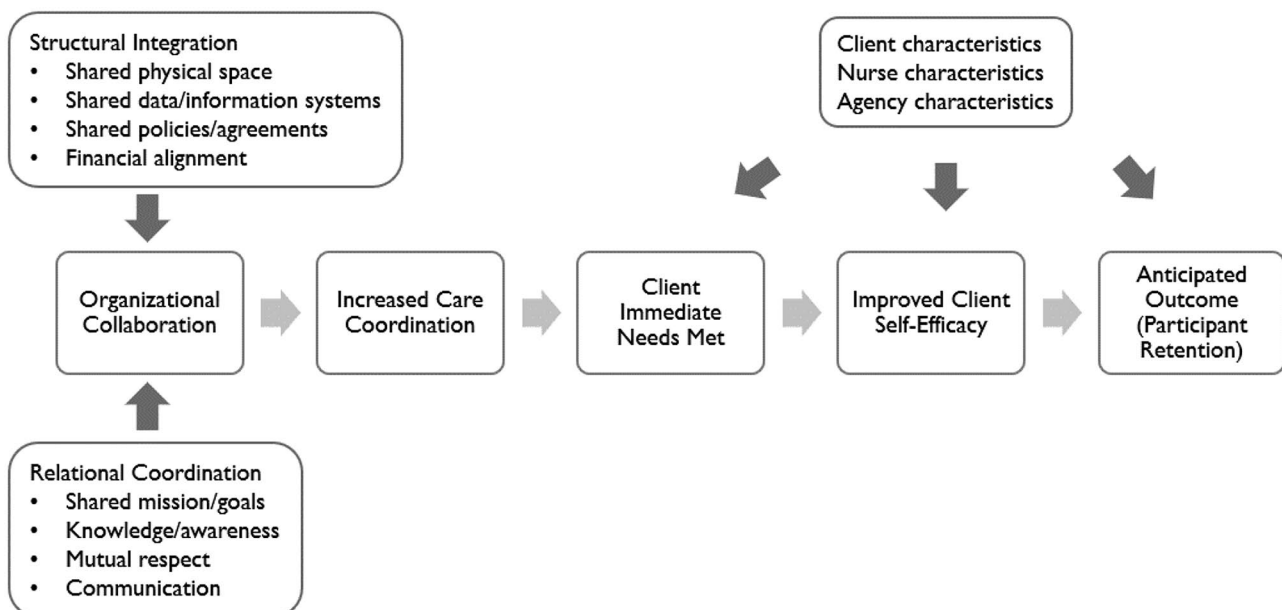 Structural Integration
• Shared physical space
• Shared data/information systems
• Shared policies/agreements
• Financial alignment
Client characteristics
Nurse characteristics
Agency characteristics
Organizational
Collaboration
Increased Care
Coordination
Client
Immediate
Needs Met
Improved Client
Self-Efficacy
Anticipated
Outcome
(Participant
Retention)
Relational Coordination
• Shared mission/goals
• Knowledge/awareness
• Mutual respect
• Communication